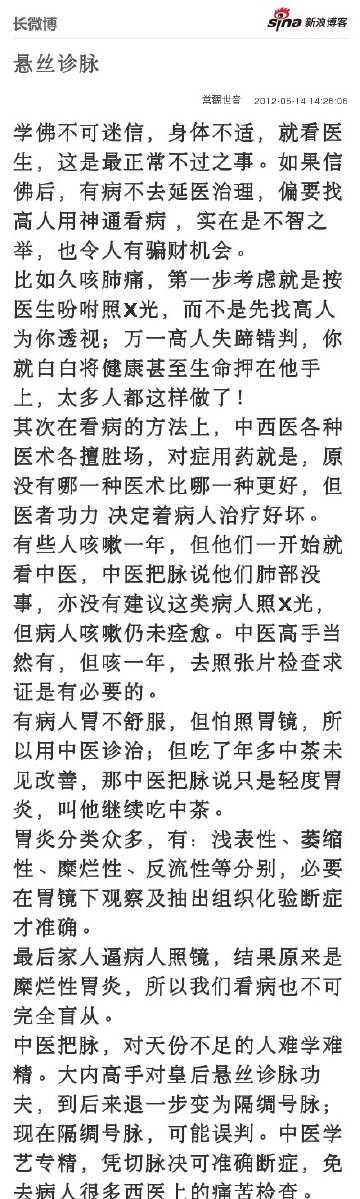 长微博
sina 新浪博客
悬丝诊脉
常翻世音 2012-05-14 14:26:06
学佛不可迷信，身体不适，就看医
生，这是最正常不过之事。如果信
佛后，有病不去延医治理，偏要找
高人用神通看病 ，实在是不智之
举，也令人有骗财机会。
比如久咳肺痛，第一步考虑就是按
医生吩咐照X光，而不是先找高人
为你透视；万一高人失蹄错判，你
就白白将健康甚至生命押在他手
上，太多人都这样做了！
其次在看病的方法上，中西医各种
医术各擅胜场，对症用药就是，原
没有哪一种医术比哪一种更好，但
医者功力 决定着病人治疗好坏。
有些人咳嗽一年，但他们一开始就
看中医，中医把脉说他们肺部没
事，亦没有建议这类病人照X光，
但病人咳嗽仍未痊愈。中医高手当
然有，但咳一年，去照张片检查求
证是有必要的。
有病人胃不舒服，但怕照胃镜，所
以用中医诊治；但吃了年多中茶未
见改善，那中医把脉说只是轻度胃
炎，叫他继续吃中茶。
胃炎分类众多，有：浅表性、萎缩
性、糜烂性、反流性等分别，必要
在胃镜下观察及抽出组织化验断症
才准确。
最后家人逼病人照镜，结果原来是
糜烂性胃炎，所以我们看病也不可
完全盲从。
中医把脉，对天份不足的人难学难
精。大内高手对皇后悬丝诊脉功
夫，到后来退一步变为隔绸号脉；
现在隔绸号脉，可能误判。中医学
艺专精，凭切脉决可准确断症，免
去病人很多西医上的痛苦检查。